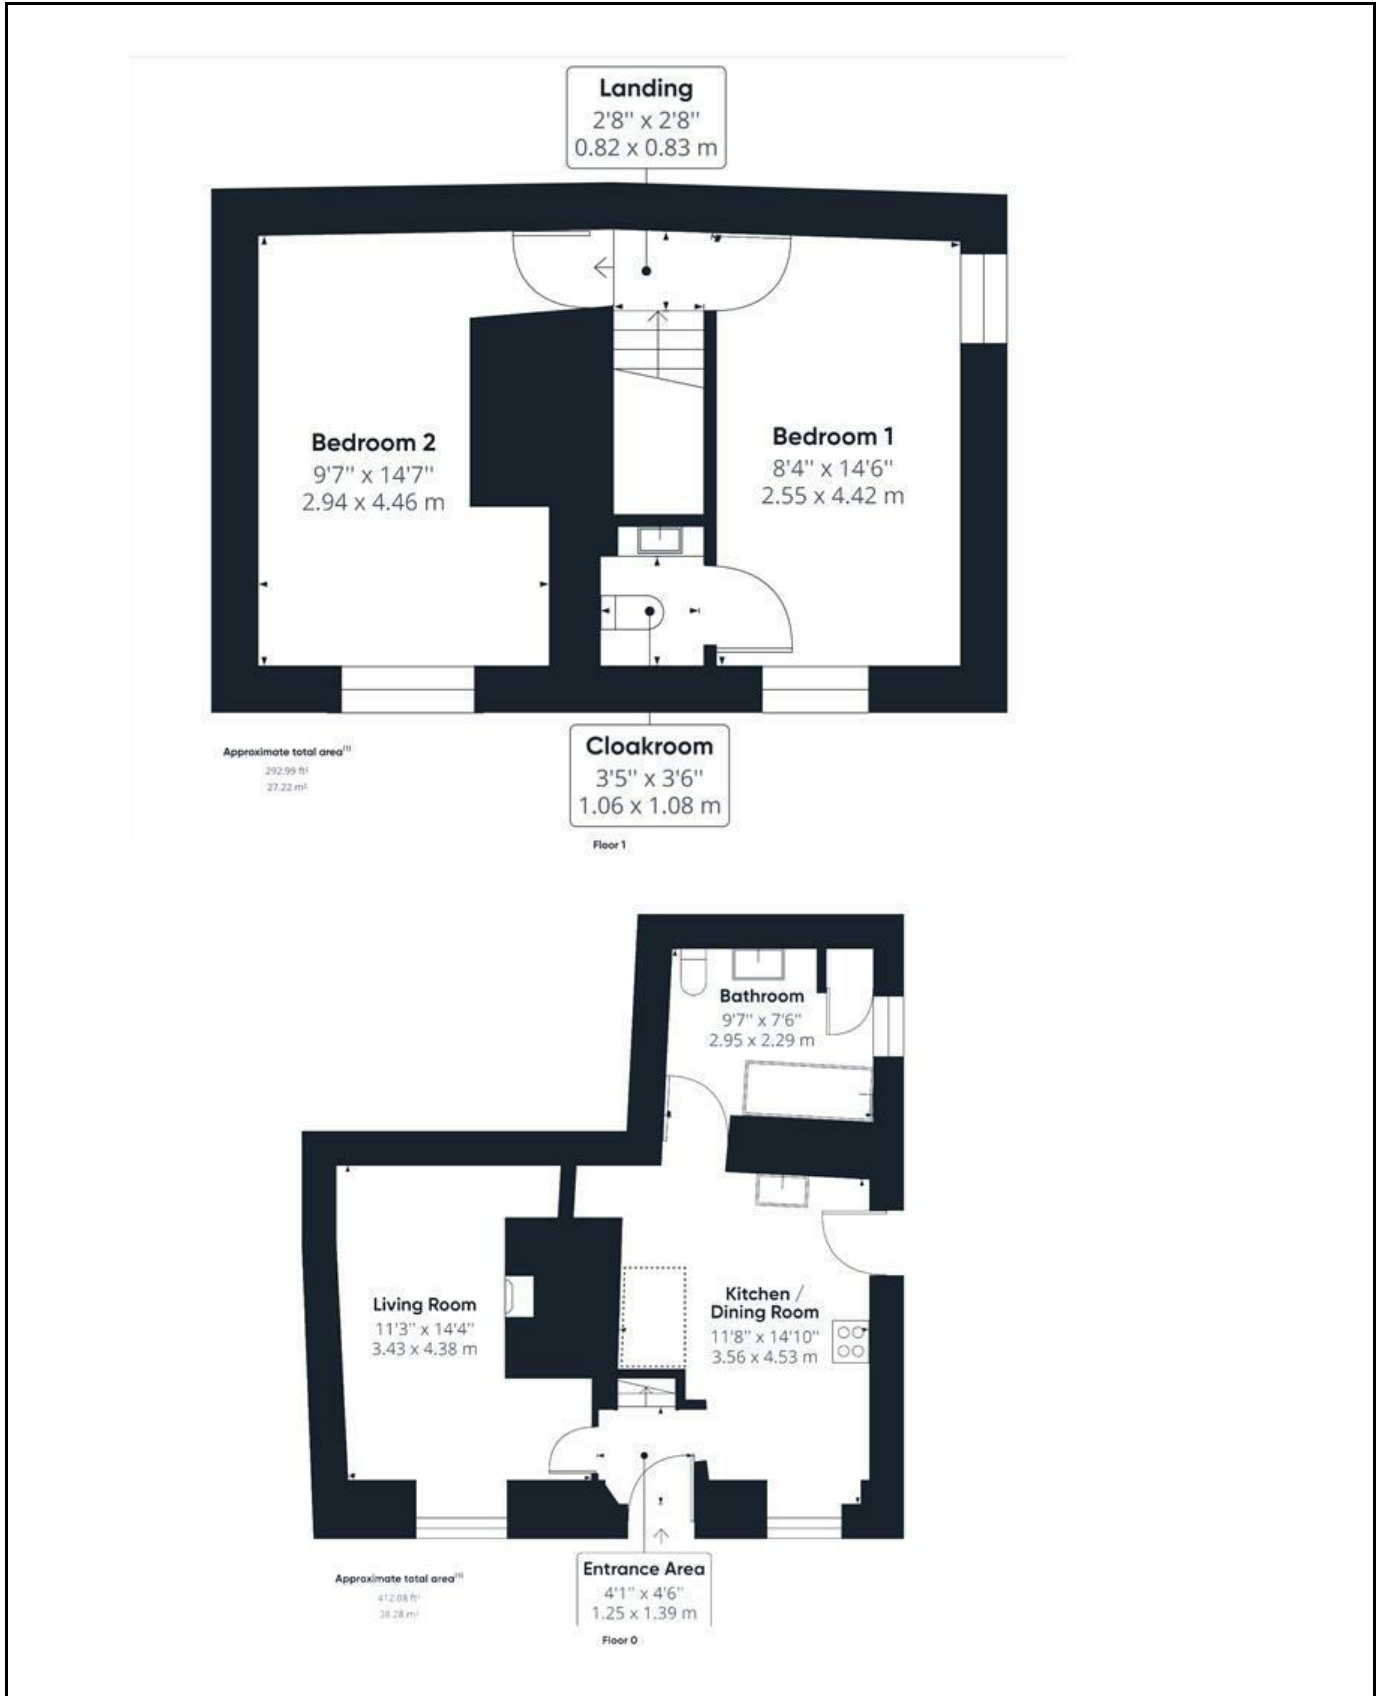 Landing
2'8" x 2'8"
0.82 x 0.83 m
Bedroom 2
9'7" x 14'7"
2.94 x 4.46 m
Bedroom 1
8'4" x 14'6"
2.55 x 4.42 m
Approximate total area(1)
292.99 ft²
27.22 m²
Cloakroom
3'5" x 3'6"
1.06 x 1.08 m
Floor 1
Bathroom
9'7" x 7'6"
2.95 x 2.29 m
Living Room
11'3" x 14'4"
3.43 x 4.38 m
Kitchen /
Dining Room
11'8" x 14'10"
3.56 x 4.53 m
Approximate total area(1)
412.08 ft²
38.28 m²
Entrance Area
4'1" x 4'6"
1.25 x 1.39 m
Floor 0